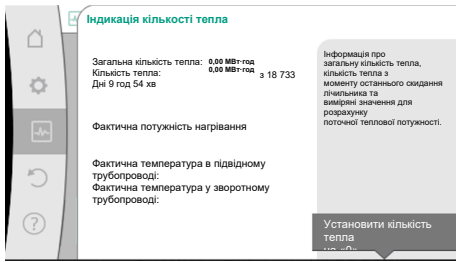 Індикація кількості тепла
Загальна кількість тепла: 0,00 МВт·год
Кількість тепла: 0,00 МВт·год з 18 733
Дні 9 год 54 хв
Фактична потужність нагрівання
Фактична температура в підвідному
трубопроводі:
Фактична температура у зворотному
трубопроводі:
Інформація про
загальну кількість тепла,
кількість тепла з
моменту останнього скидання
лічильника та
виміряні значення для
розрахунку
поточної теплової потужності.
Установити кількість
тепла
на «0»